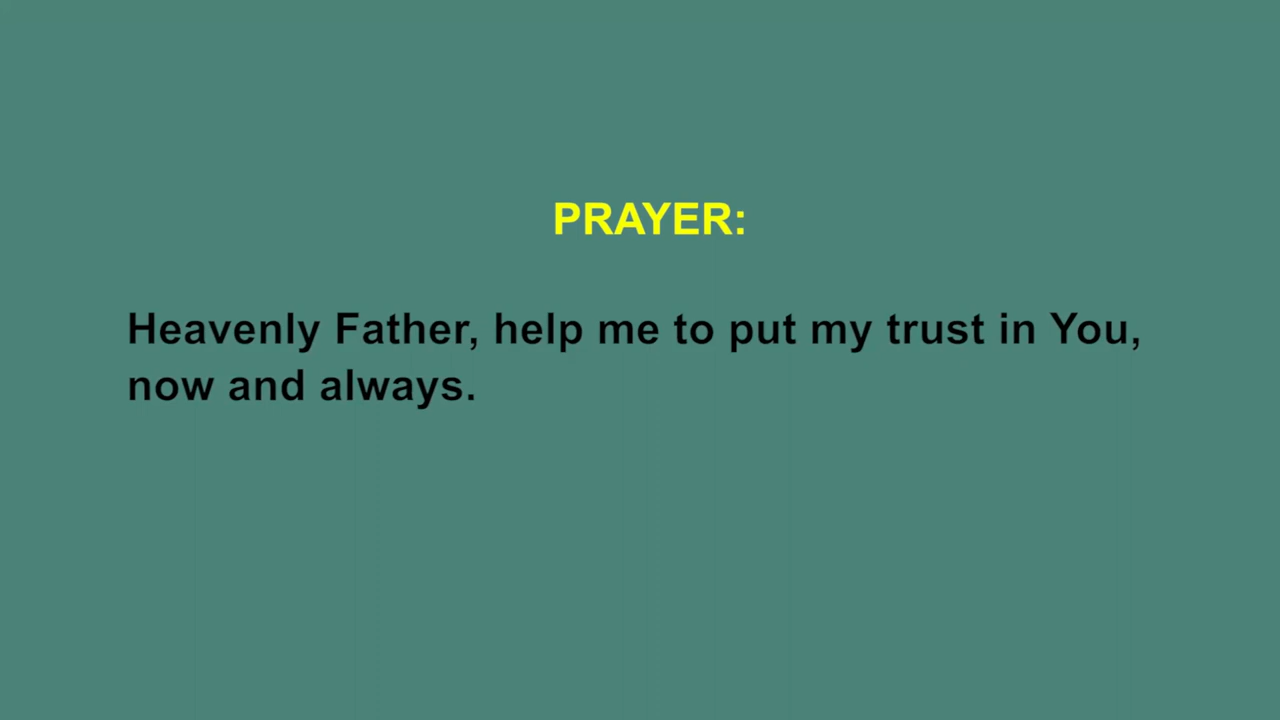 PRAYER:
Heavenly Father, help me to put my trust in You,
now and always.